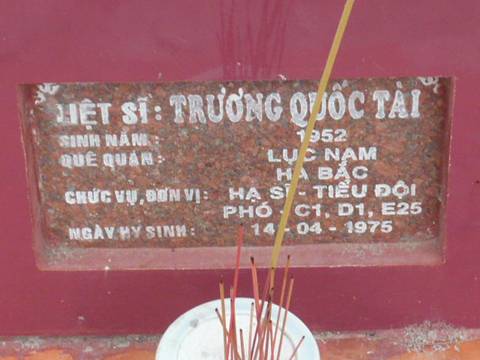 LIỆT SĨ: TRƯƠNG QUỐC TÀI
SINH NĂM: 1952
QUÊ QUÁN: LỤC NAM
HÀ BẮC
CHỨC VỤ, ĐƠN VỊ: HẠ SĨ - TIỂU ĐỘI
PHÓ - C1, D1, E25
NGÀY HY SINH: 14 - 04 - 1975